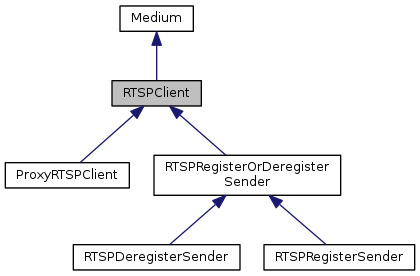 Medium
RTSPClient
ProxyRTSPClient
RTSPRegisterOrDeregister
Sender
RTSPDeregisterSender
RTSPRegisterSender